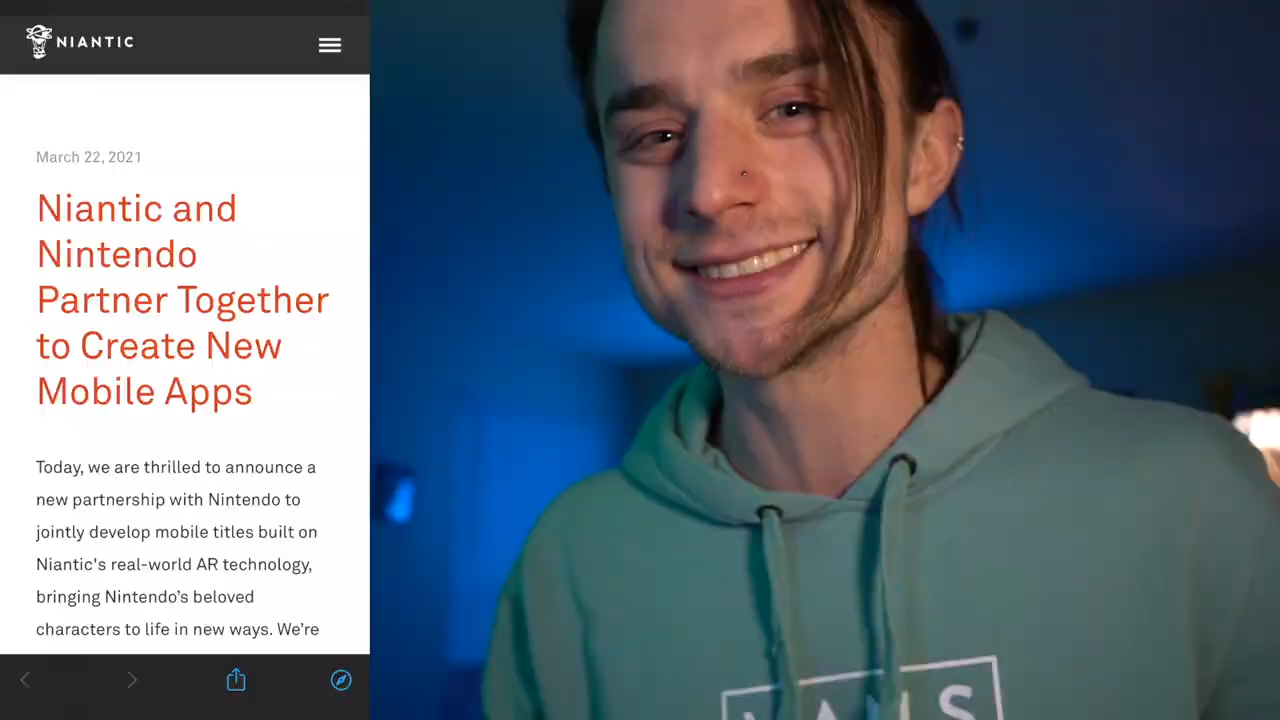 NIANTIC
March 22, 2021
Niantic and
Nintendo
Partner Together
to Create New
Mobile Apps
Today, we are thrilled to announce a
new partnership with Nintendo to
jointly develop mobile titles built on
Niantic's real-world AR technology,
bringing Nintendo’s beloved
characters to life in new ways. We’re
VANS